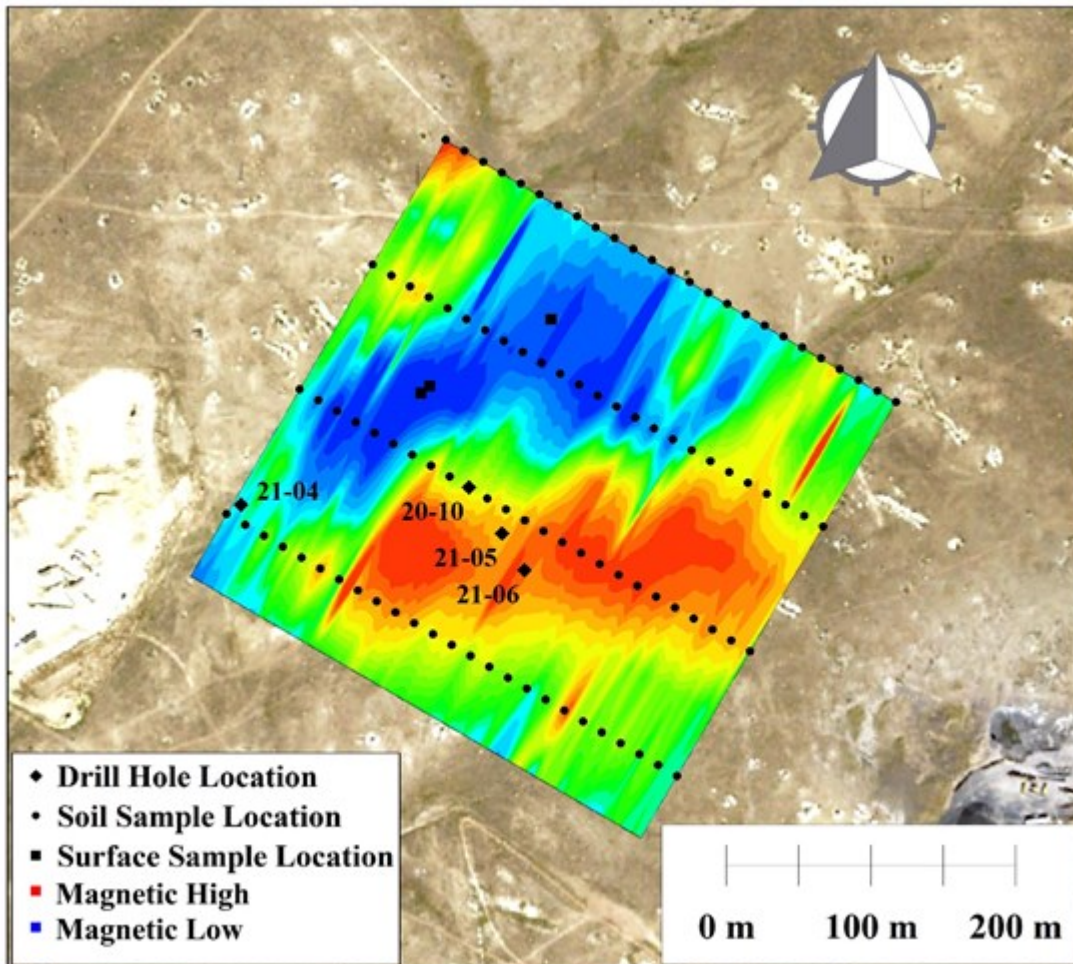 21-04
20-10
21-05
21-06
Drill Hole Location
Soil Sample Location
Surface Sample Location
Magnetic High
Magnetic Low
0 m 100 m 200 m